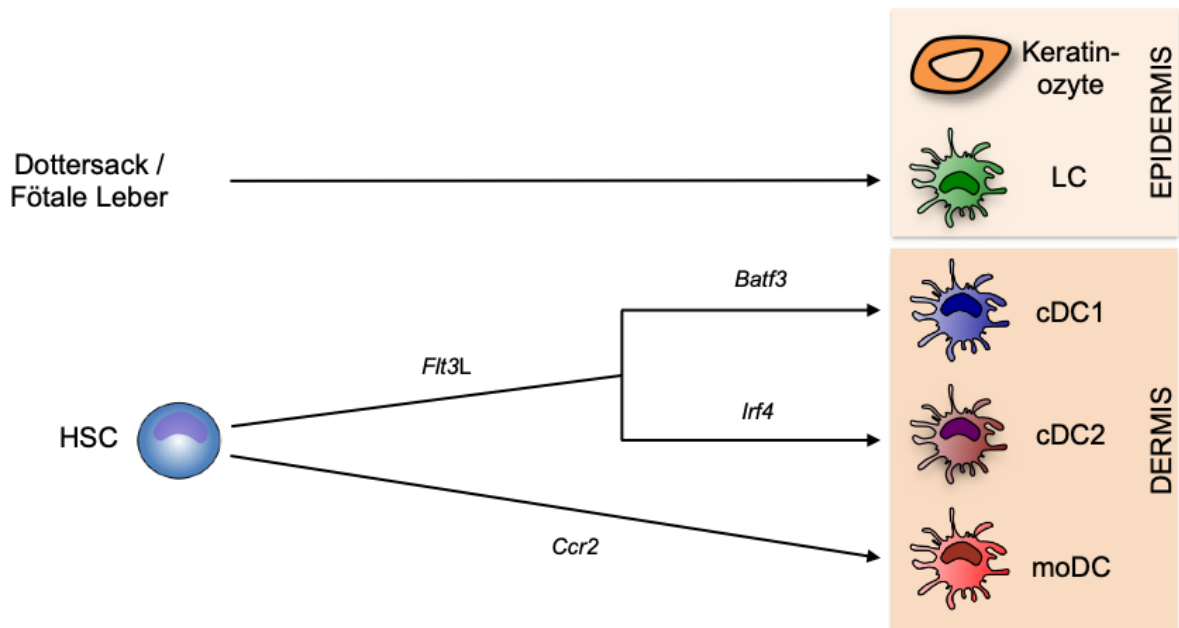 Keratin-
ozyte
EPIDERMIS
Dottersack /
Fötale Leber
LC
Batf3
cDC1
Flt3L
Irf4
HSC
cDC2
DERMIS
Ccr2
moDC